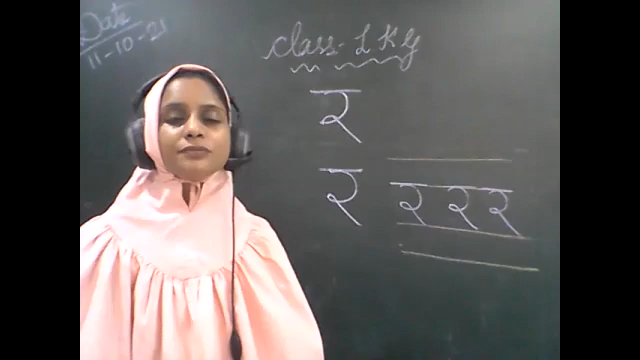 Date
11-10-21
Class-LKG
र
र
र र र